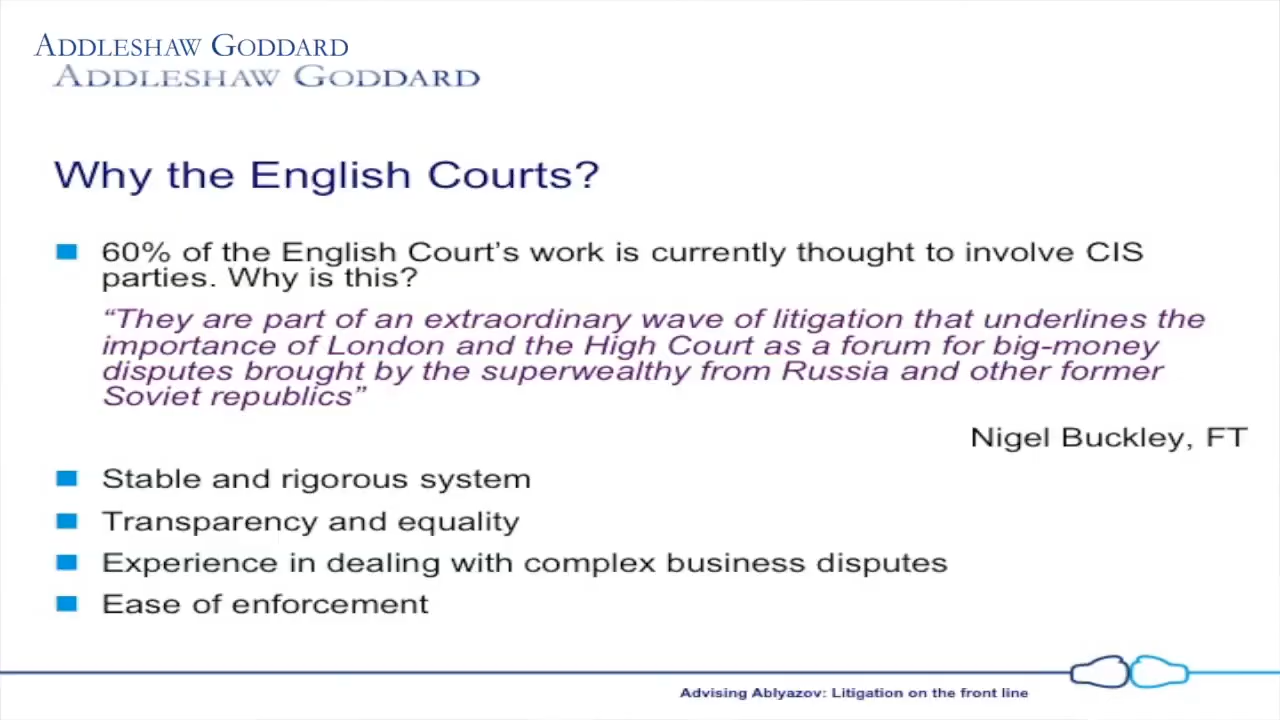 ADDLESHAW GODDARD
ADDLESHAW GODDARD
Why the English Courts?
60% of the English Court's work is currently thought to involve CIS
parties. Why is this?
“They are part of an extraordinary wave of litigation that underlines the
importance of London and the High Court as a forum for big-money
disputes brought by the superwealthy from Russia and other former
Soviet republics”
Nigel Buckley, FT
Stable and rigorous system
Transparency and equality
Experience in dealing with complex business disputes
Ease of enforcement
Advising Ablyazov: Litigation on the front line